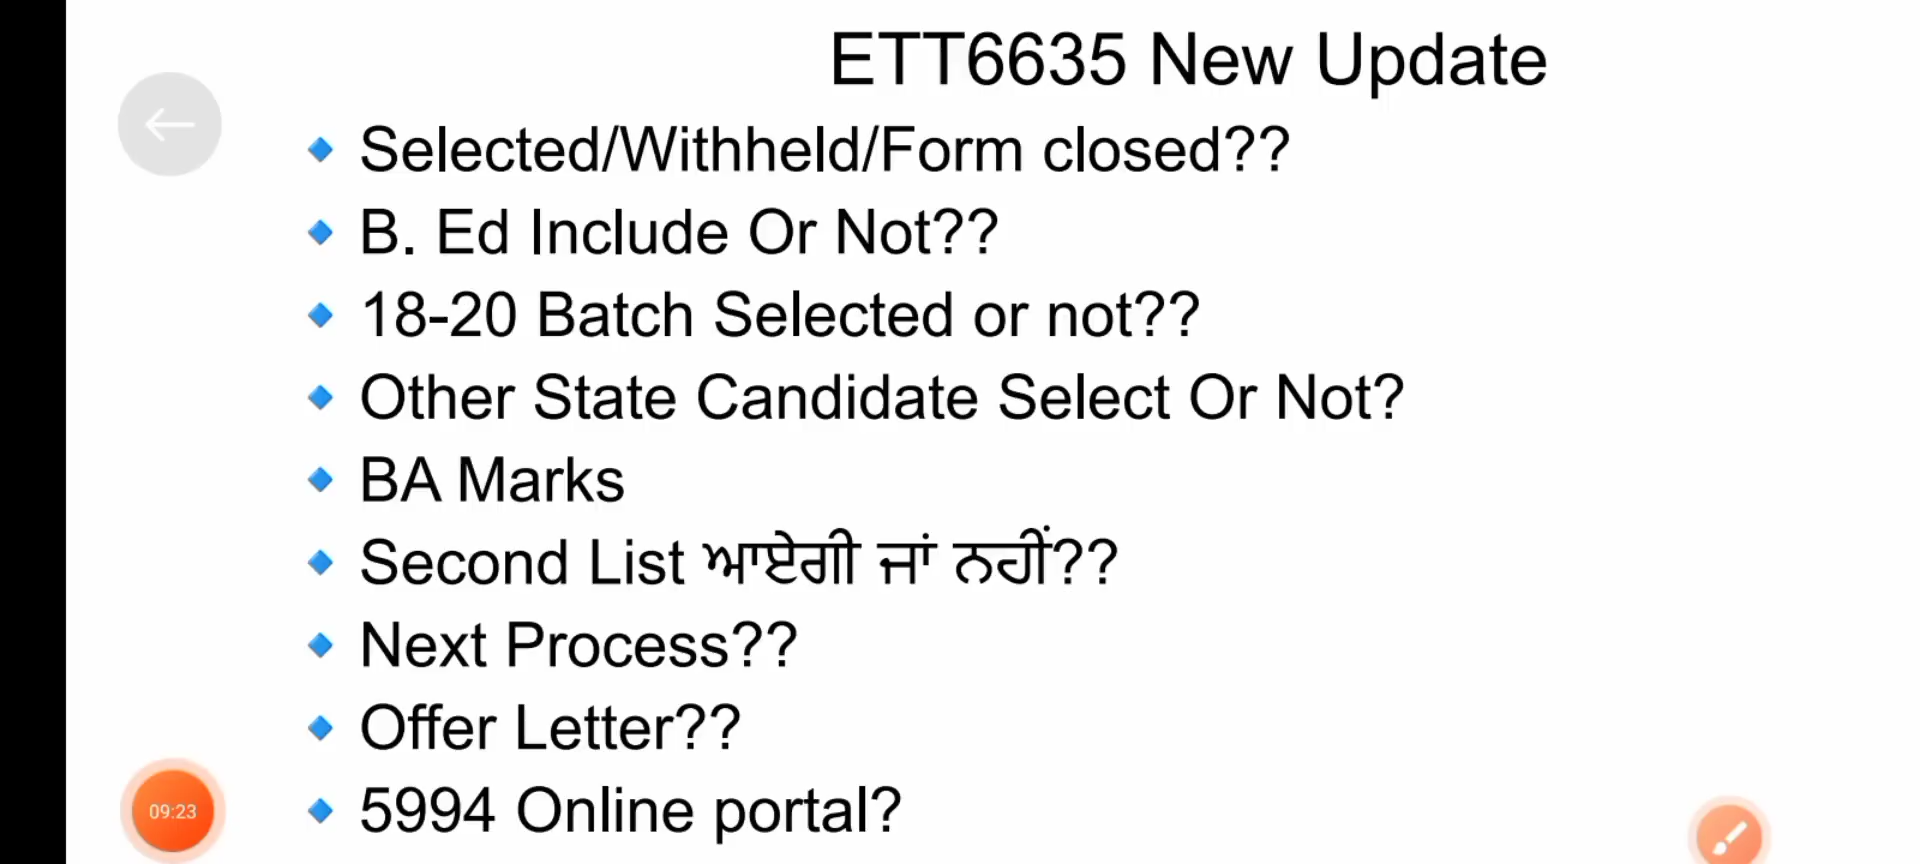 ETT6635 New Update
🔹 Selected/Withheld/Form closed??
🔹 B. Ed Include Or Not??
🔹 18-20 Batch Selected or not??
🔹 Other State Candidate Select Or Not?
🔹 BA Marks
🔹 Second List ਆਏਗੀ ਜਾਂ ਨਹੀਂ??
🔹 Next Process??
🔹 Offer Letter??
🔹 5994 Online portal?
09:23